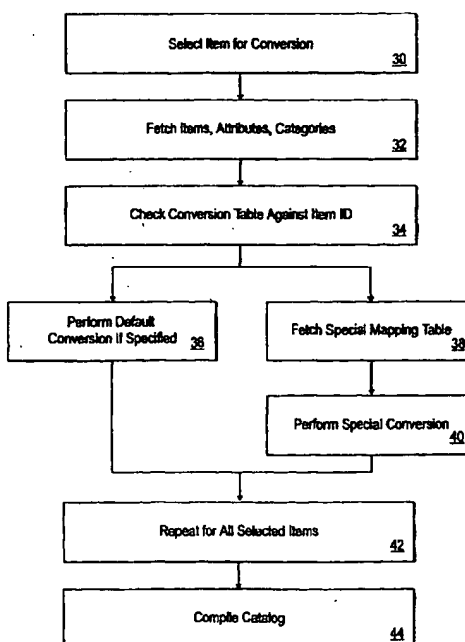 Select Item for Conversion
30
Fetch Items, Attributes, Categories
32
Check Conversion Table Against Item ID
34
Perform Default
Conversion If Specified
36
Fetch Special Mapping Table
38
Perform Special Conversion
40
Repeat for All Selected Items
42
Compile Catalog
44